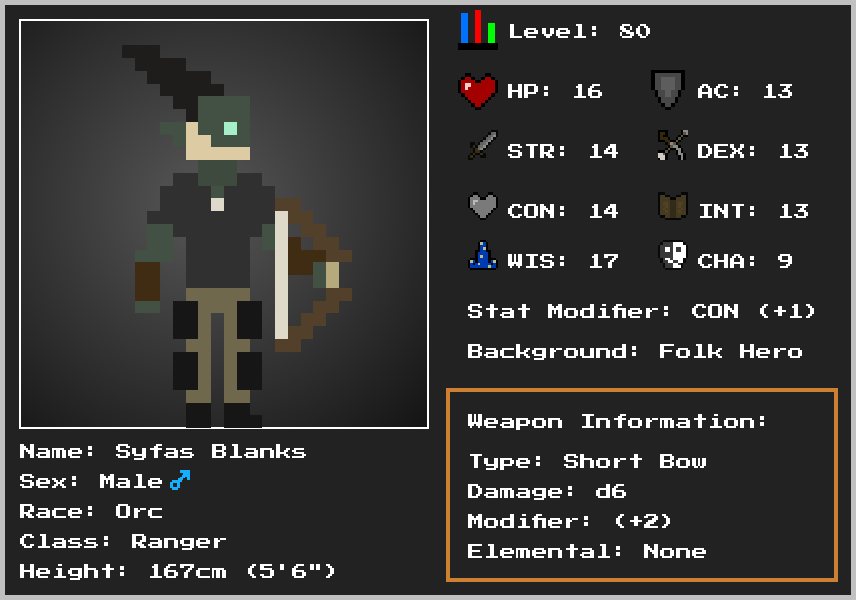 Level: 80
HP: 16 AC: 13
STR: 14 DEX: 13
CON: 14 INT: 13
WIS: 17 CHA: 9
Stat Modifier: CON (+1)
Background: Folk Hero
Weapon Information:
Type: Short Bow
Damage: d6
Modifier: (+2)
Elemental: None
Name: Syfas Blanks
Sex: Male ♂
Race: Orc
Class: Ranger
Height: 167cm (5'6")